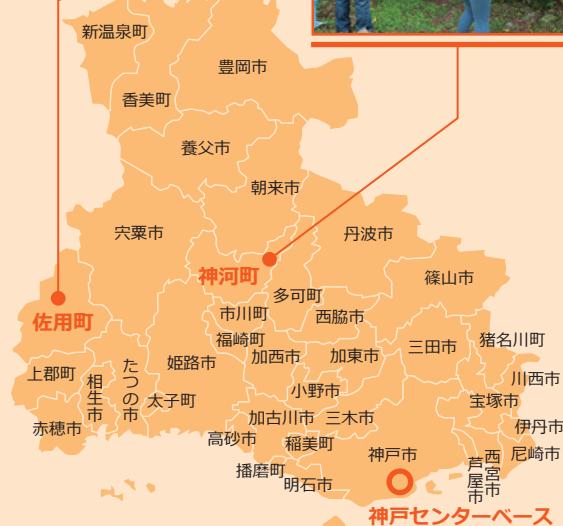 新温泉町
豊岡市
香美町
養父市
朝来市
宍粟市
丹波市
神河町
篠山市
多可町
佐用町
市川町
西脇市
福崎町
猪名川町
加西市
加東市
三田市
姫路市
上郡町
相生市
たつの市
川西市
小野市
太子町
宝塚市
加古川市
三木市
赤穂市
伊丹市
高砂市
稲美町
神戸市
尼崎市
西宮市
芦屋市
播磨町
明石市
神戸センターベース